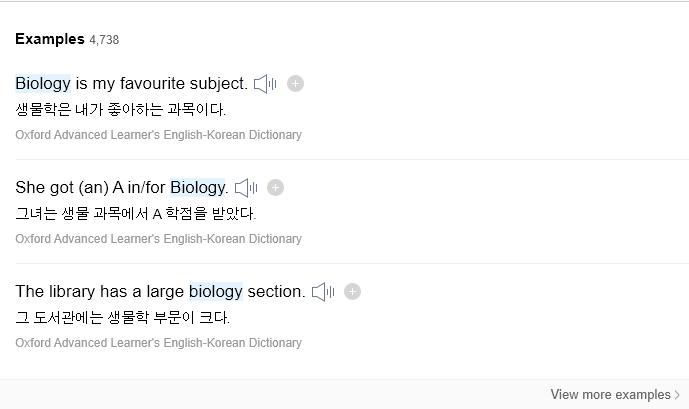 Examples 4,738
Biology is my favourite subject.
생물학은 내가 좋아하는 과목이다.
Oxford Advanced Learner's English-Korean Dictionary
She got (an) A in/for Biology.
그녀는 생물 과목에서 A 학점을 받았다.
Oxford Advanced Learner's English-Korean Dictionary
The library has a large biology section.
그 도서관에는 생물학 부문이 크다.
Oxford Advanced Learner's English-Korean Dictionary
View more examples